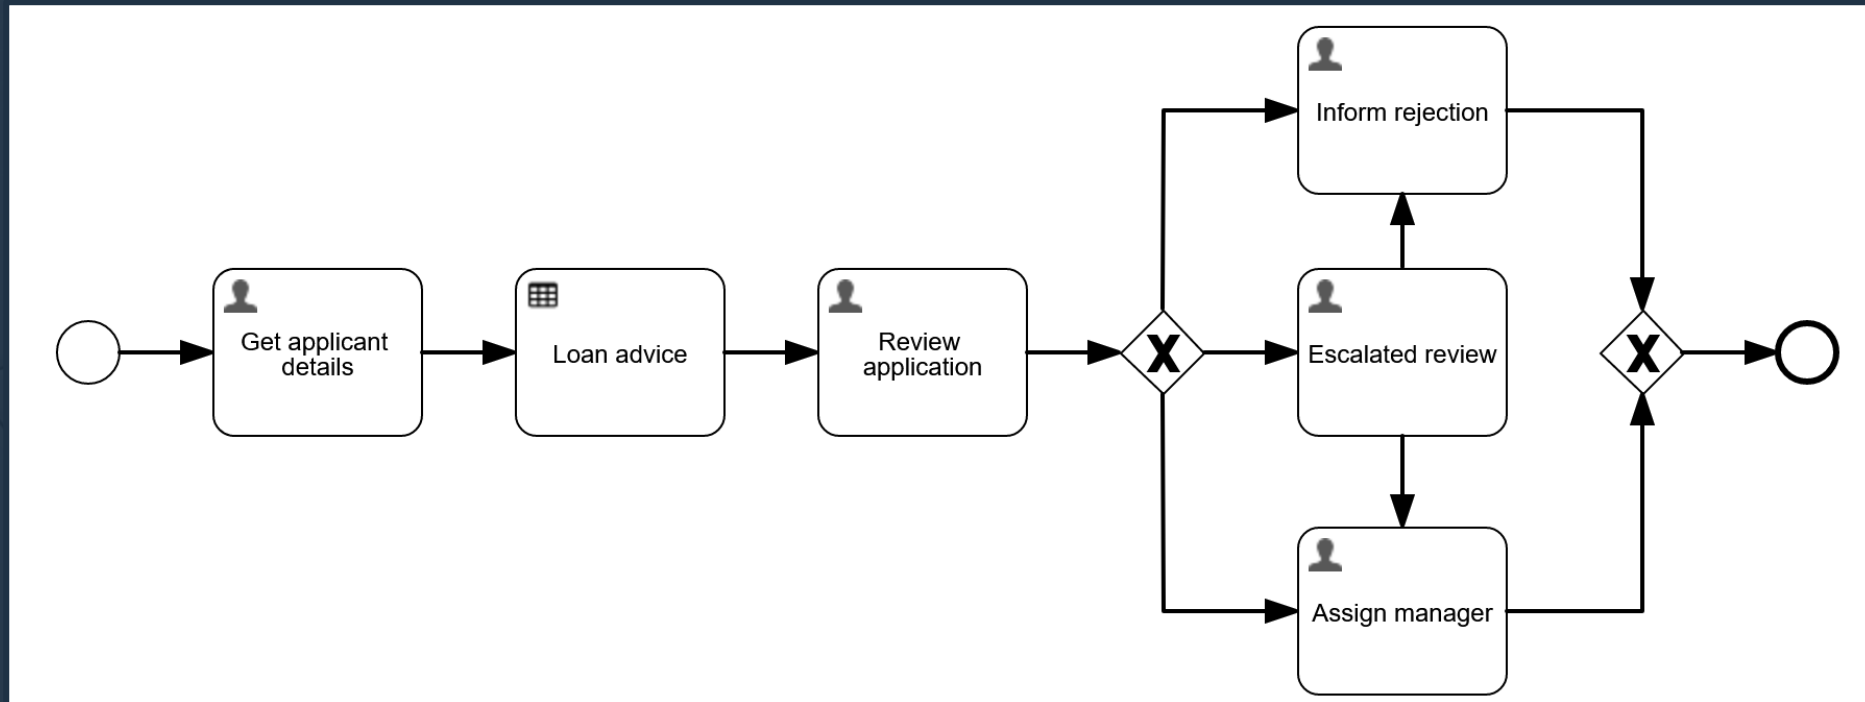 Get applicant
details
Loan advice
Review
application
X
Inform rejection
Escalated review
Assign manager
X